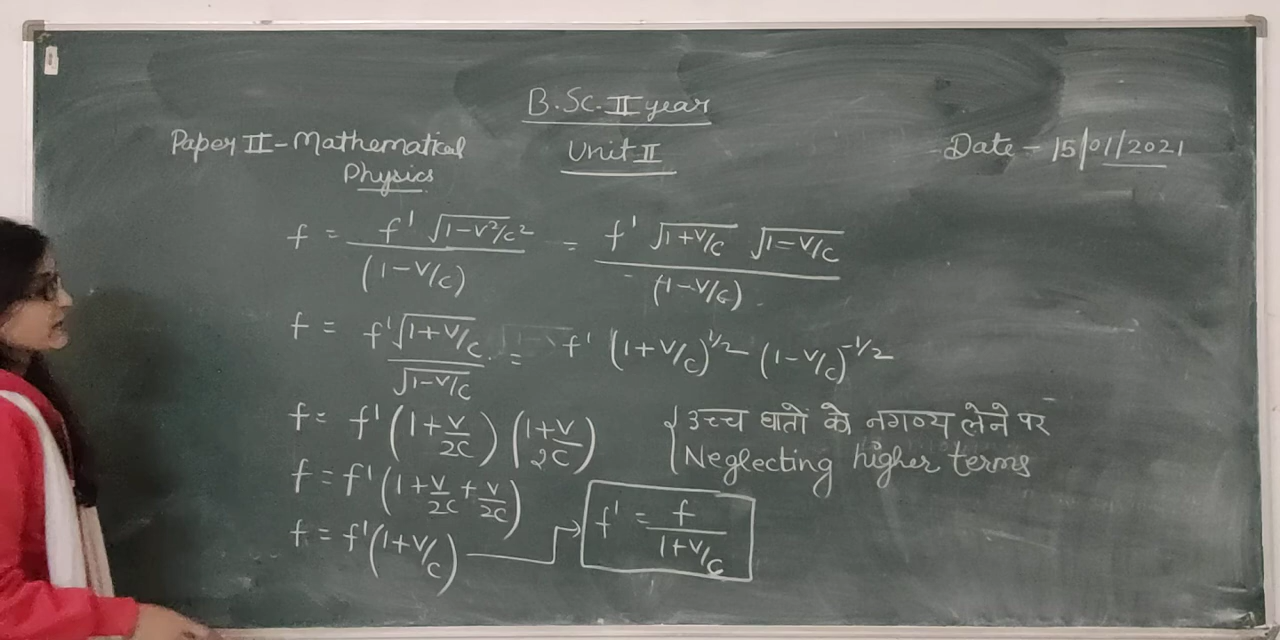 B.Sc. II year
Paper II - Mathematical Physics
Unit II
Date - 15/01/2021
f = f' √(1-v²/c²) / (1-v/c) = f' √(1+v/c) √(1-v/c) / (1-v/c)
f = f' √(1+v/c) / √(1-v/c) = f' (1+v/c)^1/2 (1-v/c)^-1/2
f = f' (1+v/2c) (1+v/2c)
{उच्च घातो के नगण्य लेने पर
Neglecting higher terms
f = f' (1+v/2c+v/2c)
f = f' (1+v/c) → f' = f / (1+v/c)